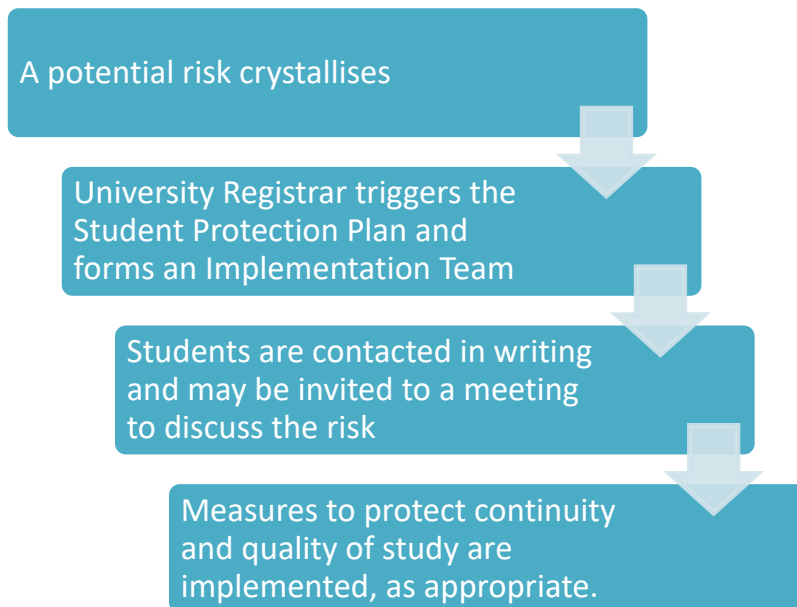 A potential risk crystallises
University Registrar triggers the
Student Protection Plan and
forms an Implementation Team
Students are contacted in writing
and may be invited to a meeting
to discuss the risk
Measures to protect continuity
and quality of study are
implemented, as appropriate.